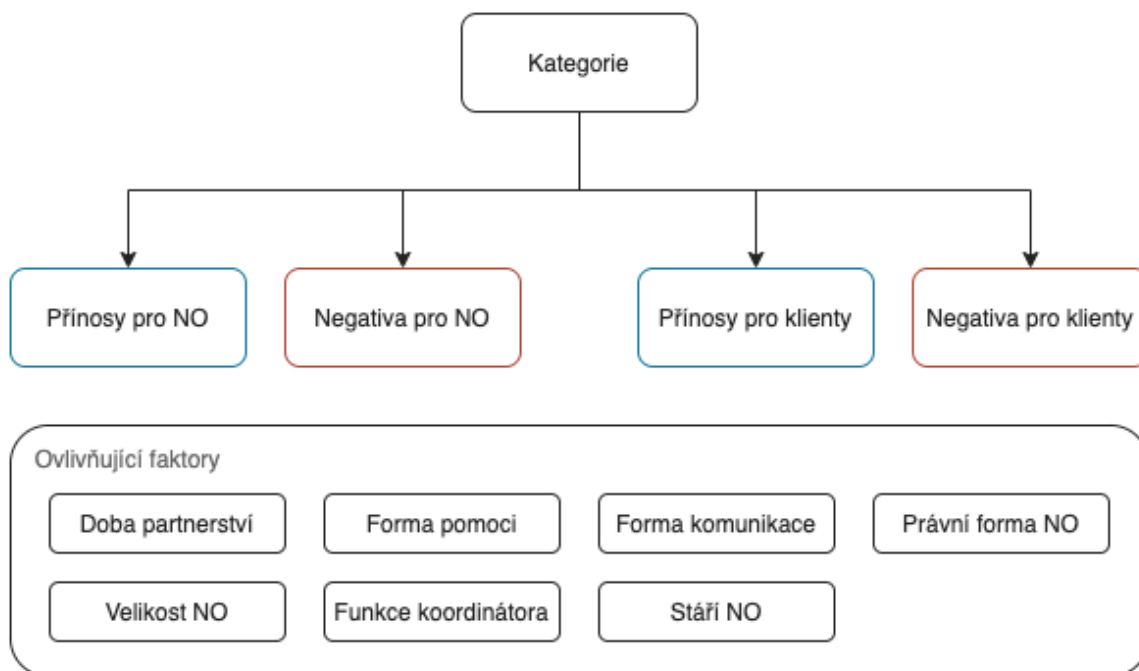 Kategorie
Přínosy pro NO
Negativa pro NO
Přínosy pro klienty
Negativa pro klienty
Ovlivňující faktory
Doba partnerství
Forma pomoci
Forma komunikace
Právní forma NO
Velikost NO
Funkce koordinátora
Stáří NO